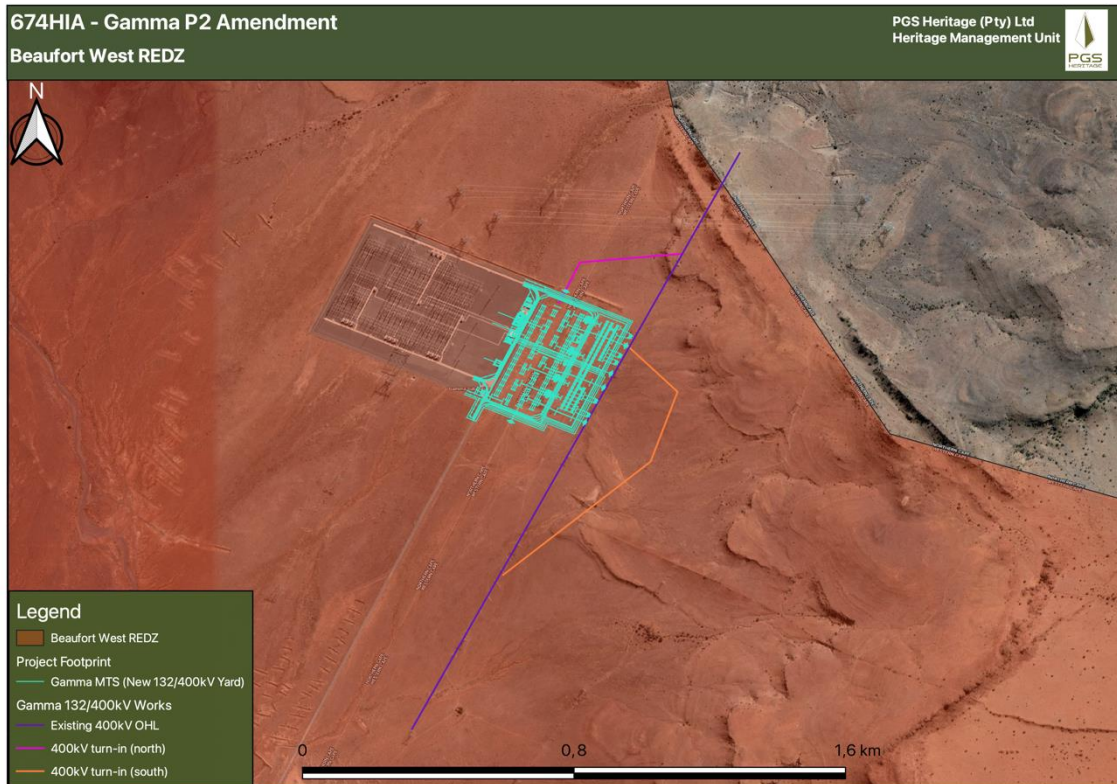 674HIA - Gamma P2 Amendment
Beaufort West REDZ
PGS Heritage (Pty) Ltd
Heritage Management Unit
PGS
HERITAGE
N
Legend
Beaufort West REDZ
Project Footprint
Gamma MTS (New 132/400kV Yard)
Gamma 132/400kV Works
Existing 400kV OHL
400kV turn-in (north)
400kV turn-in (south)
0
0,8
1,6 km